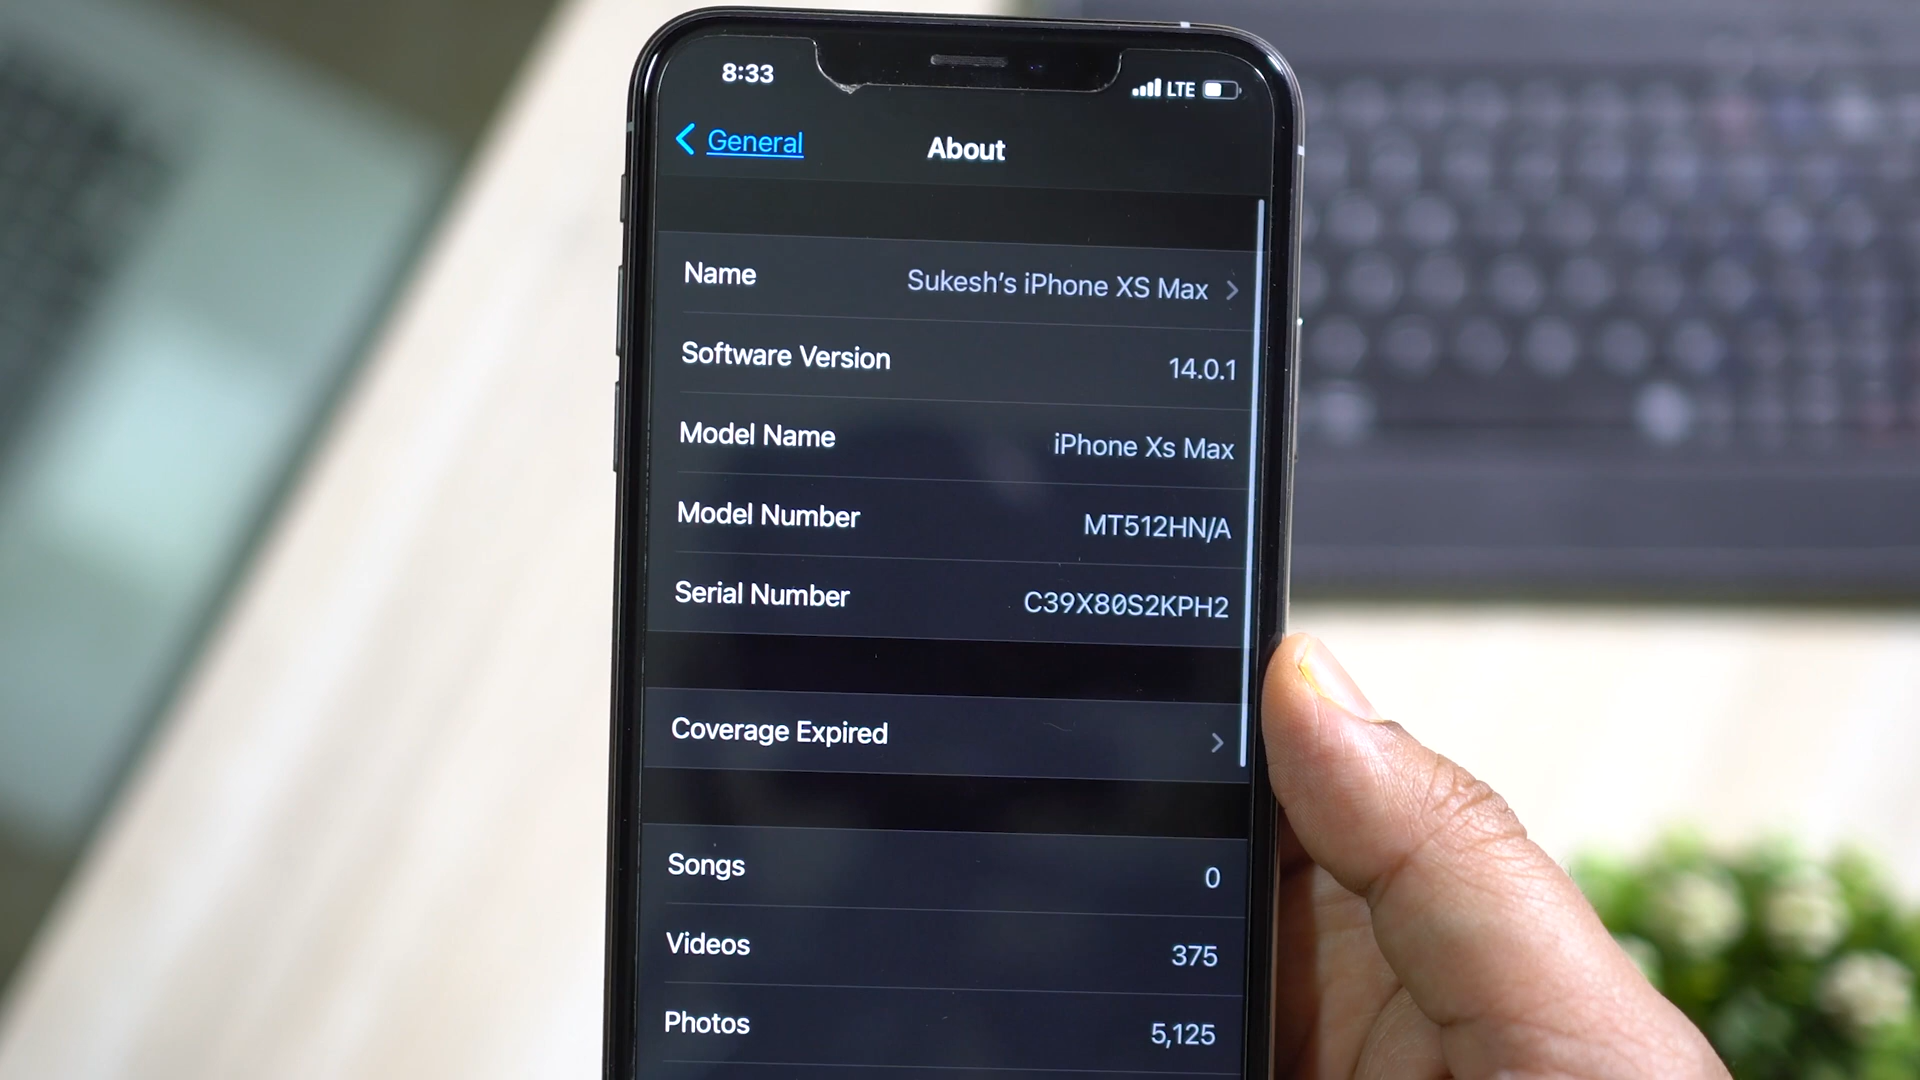 8:33
LTE
General
About
Name Sukesh’s iPhone XS Max
Software Version 14.0.1
Model Name iPhone Xs Max
Model Number MT512HN/A
Serial Number C39X80S2KPH2
Coverage Expired
Songs 0
Videos 375
Photos 5,125